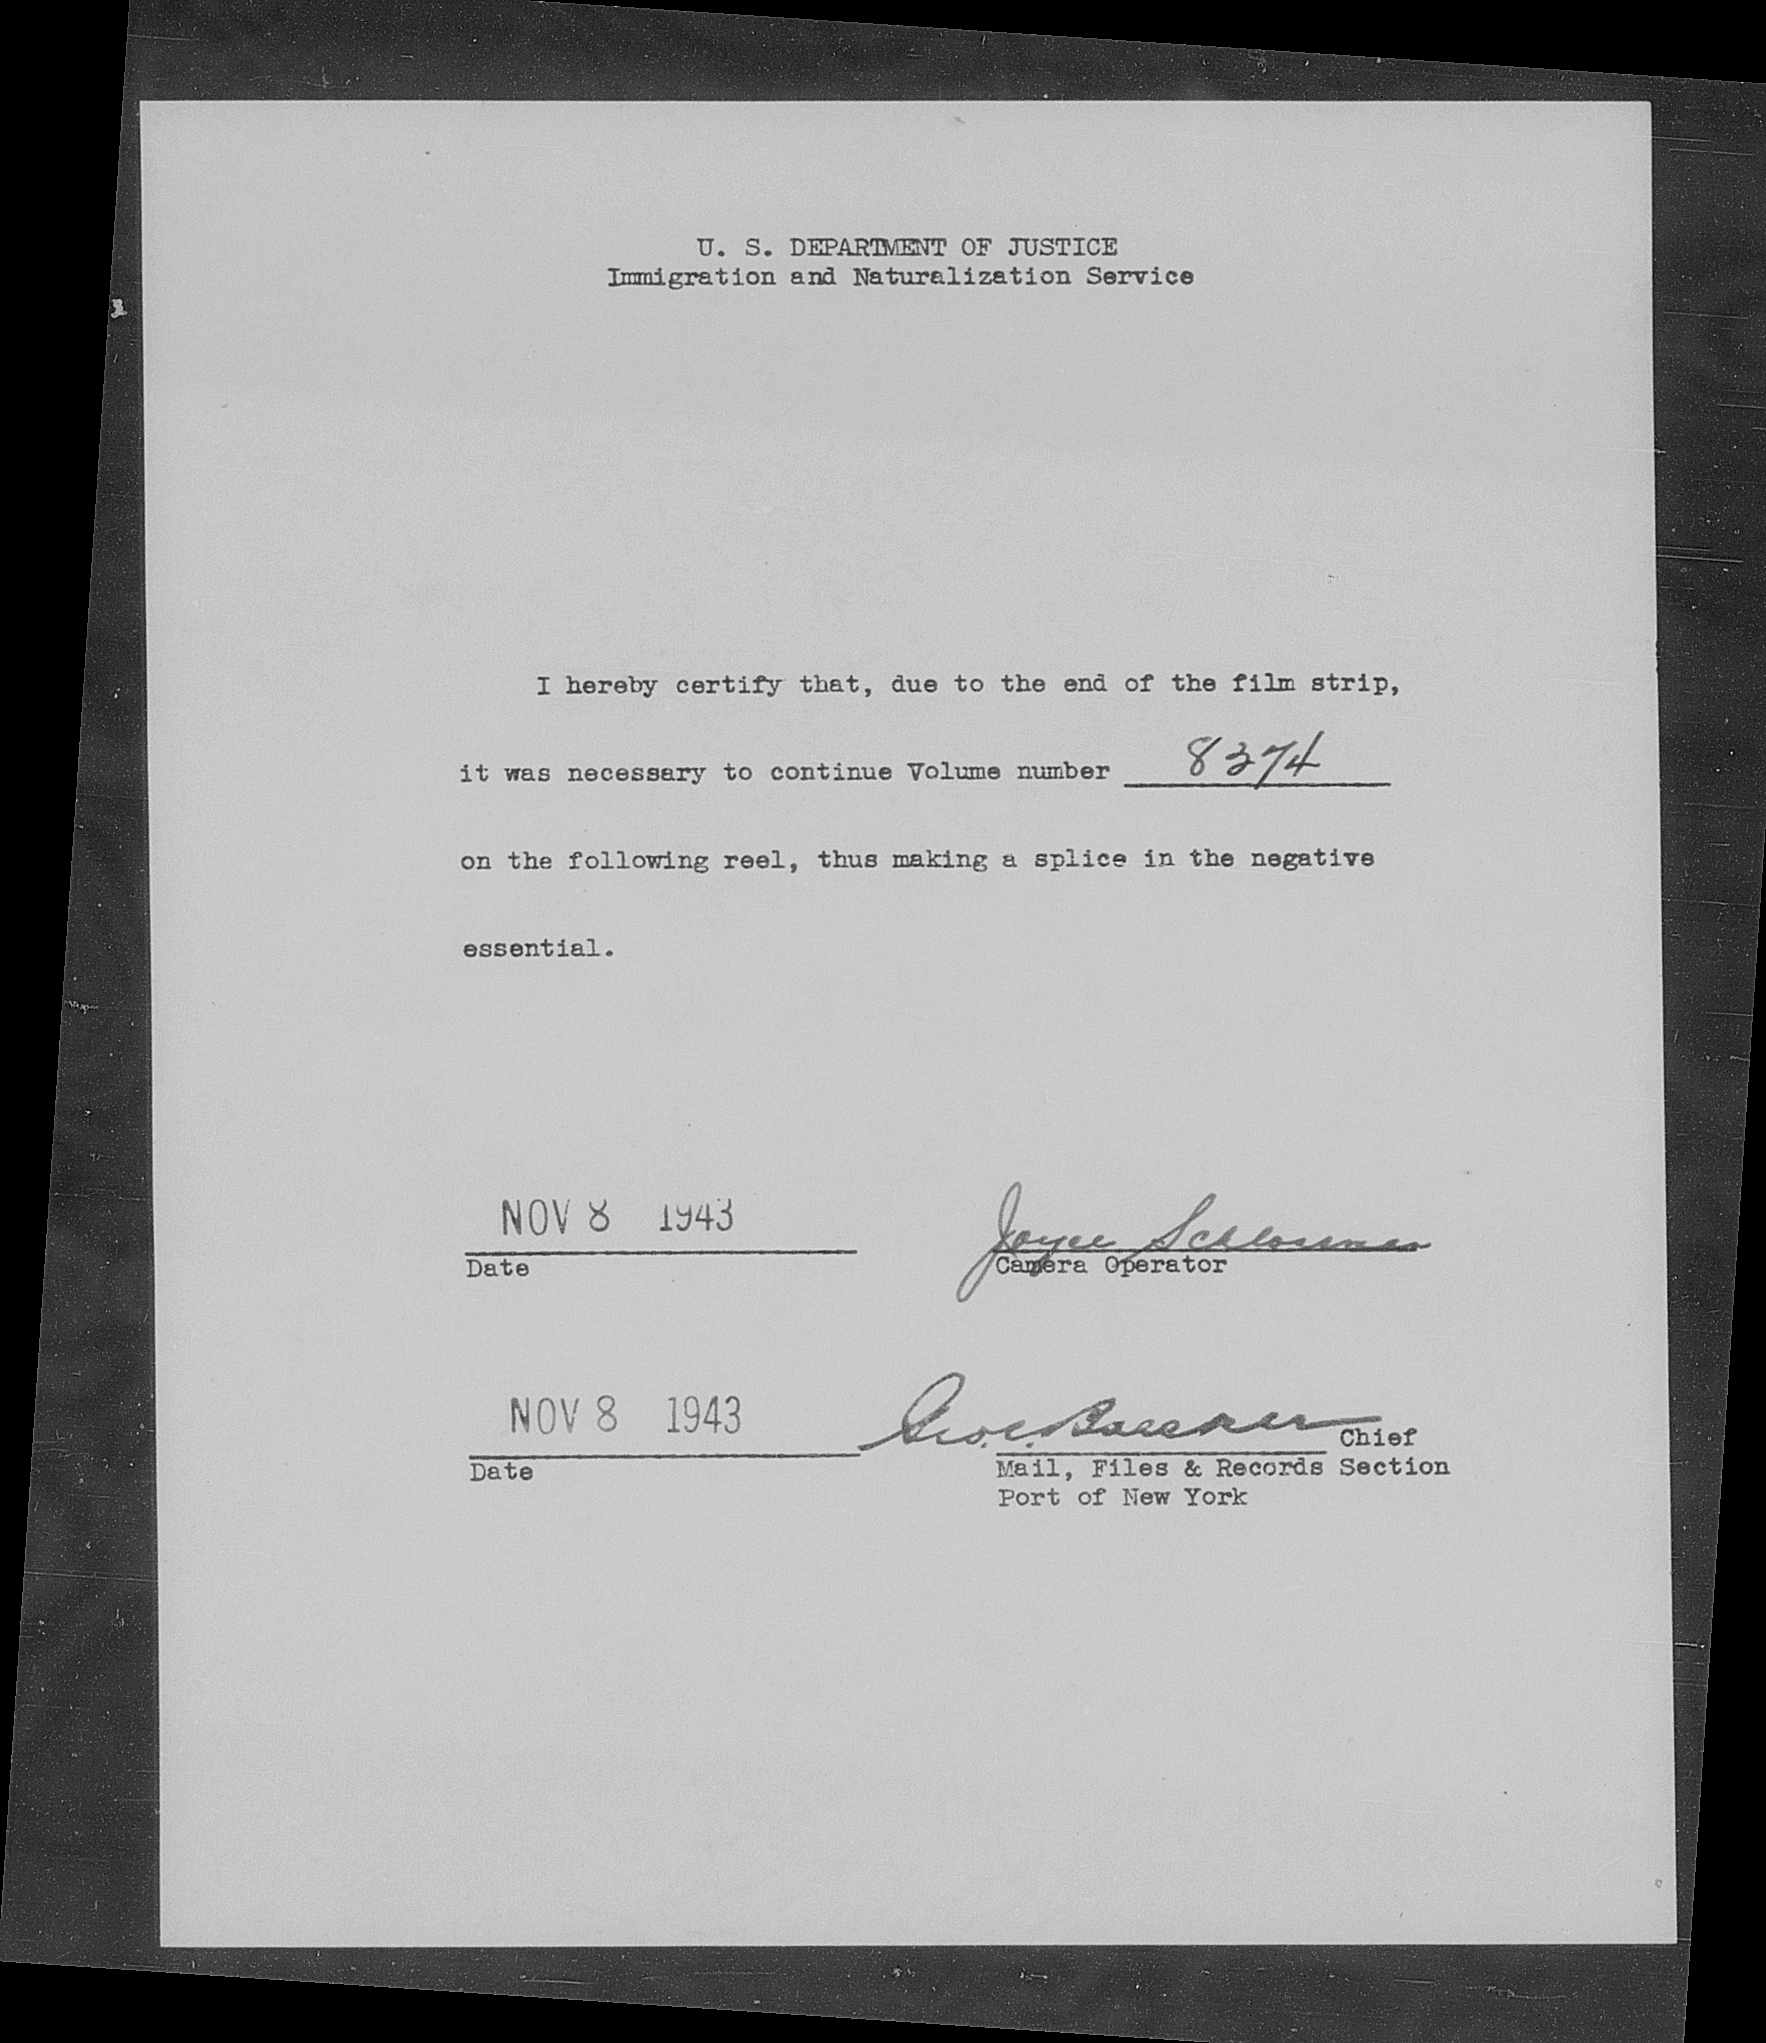 U. S. DEPARTMENT OF JUSTICE
Immigration and Naturalization Service
I hereby certify that, due to the end of the film strip,
it was necessary to continue Volume number 8374
on the following reel, thus making a splice in the negative
essential.
NOV 8 1943
Joyce
Date
Camera Operator
NOV 8 1943
Geo. Chief
Date
Mail, Files & Records Section
Port of New York